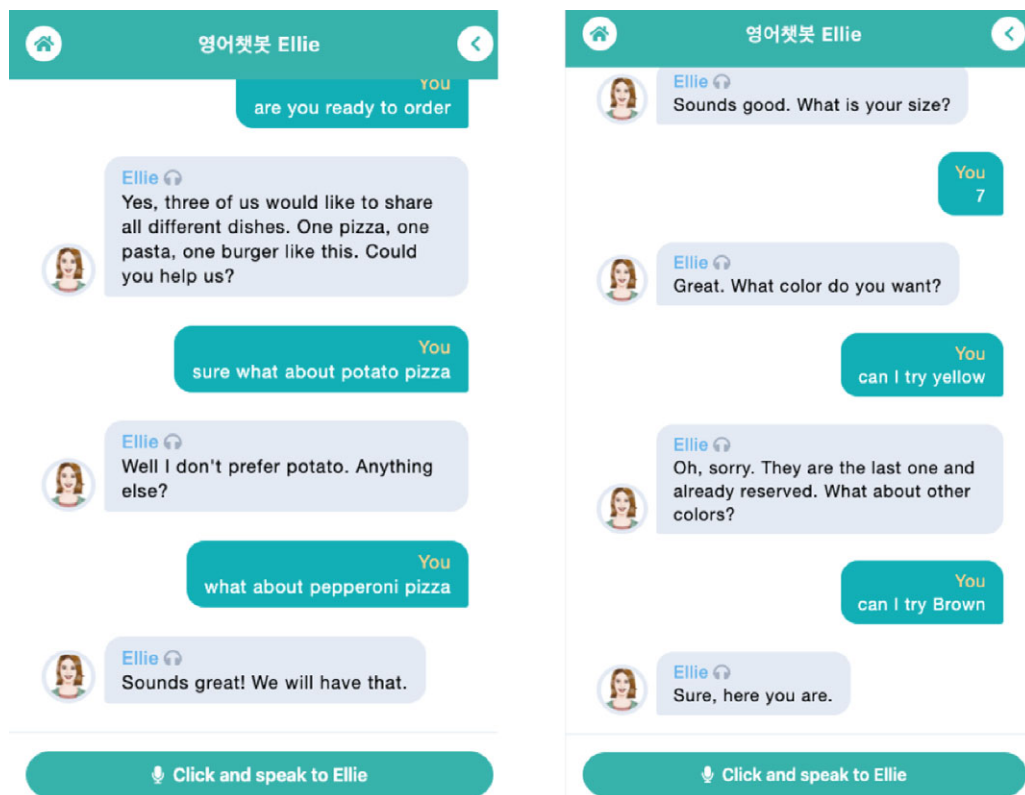 영어챗봇 Ellie
You
are you ready to order
Ellie
Yes, three of us would like to share
all different dishes. One pizza, one
pasta, one burger like this. Could
you help us?
You
sure what about potato pizza
Ellie
Well I don't prefer potato. Anything
else?
You
what about pepperoni pizza
Ellie
Sounds great! We will have that.
Click and speak to Ellie
영어챗봇 Ellie
Ellie
Sounds good. What is your size?
You
7
Ellie
Great. What color do you want?
You
can I try yellow
Ellie
Oh, sorry. They are the last one and
already reserved. What about other
colors?
You
can I try Brown
Ellie
Sure, here you are.
Click and speak to Ellie